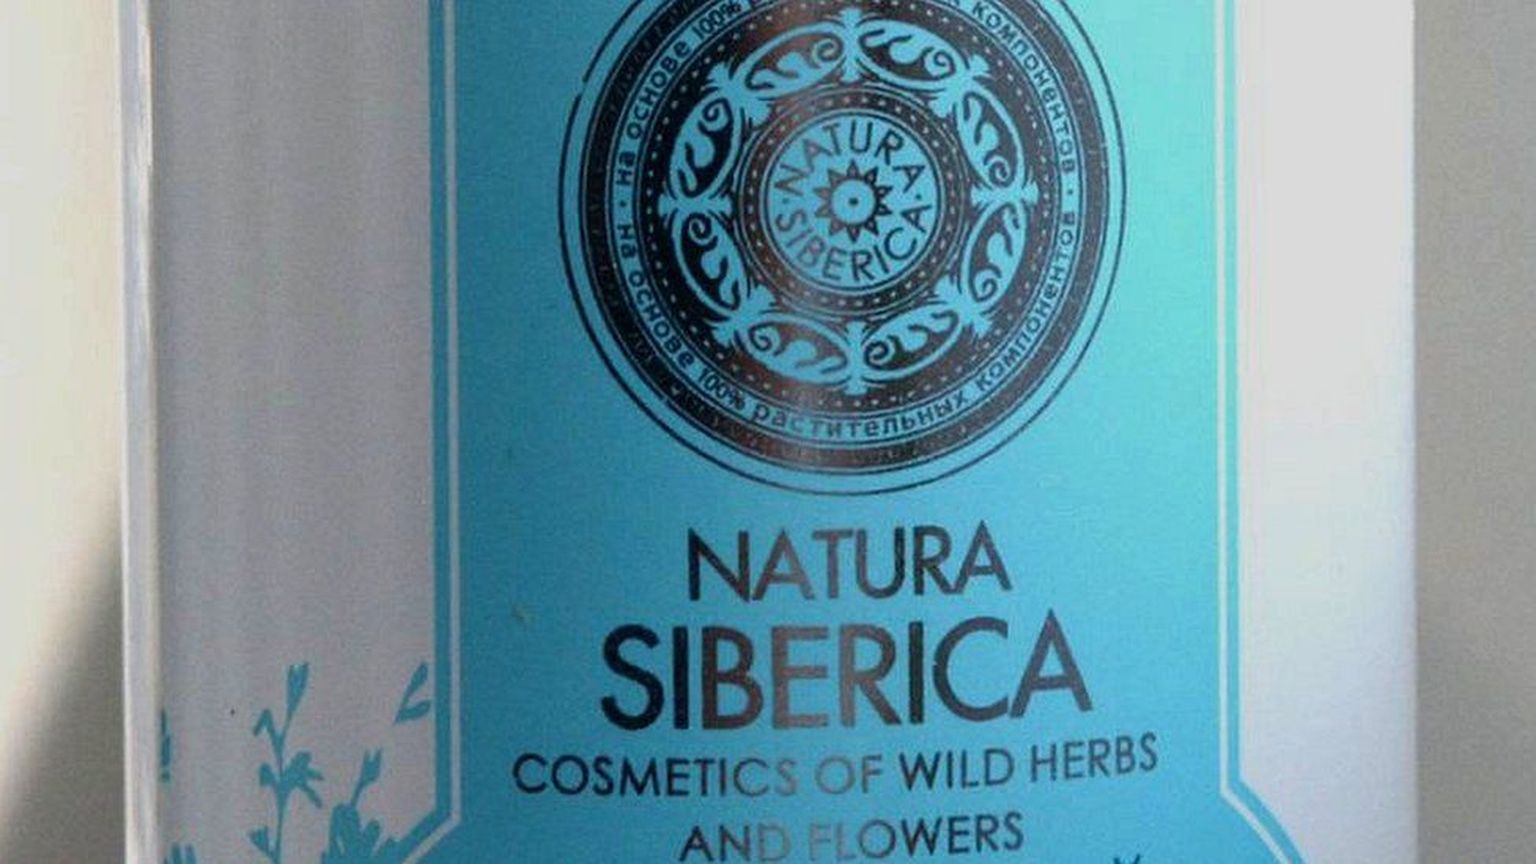 на основе 100%
компонентов
NATURA
SIBERICA
на основе 100% растительных компонентов
NATURA
SIBERICA
COSMETICS OF WILD HERBS
AND FLOWERS